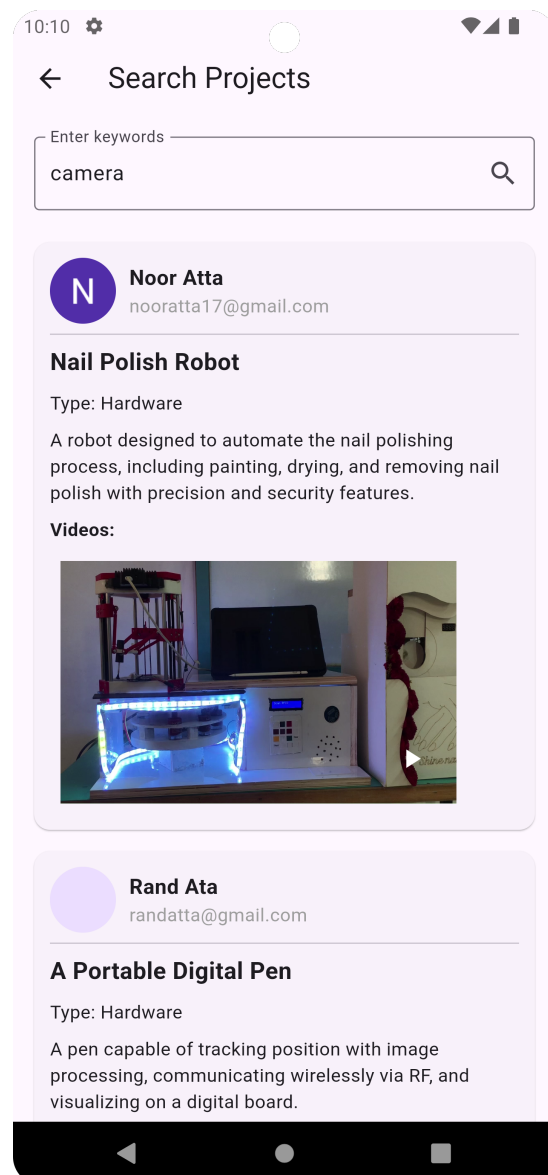 10:10
Search Projects
Enter keywords
camera
N
Noor Atta
nooratta17@gmail.com
Nail Polish Robot
Type: Hardware
A robot designed to automate the nail polishing
process, including painting, drying, and removing nail
polish with precision and security features.
Videos:
Rand Ata
randatta@gmail.com
A Portable Digital Pen
Type: Hardware
A pen capable of tracking position with image
processing, communicating wirelessly via RF, and
visualizing on a digital board.